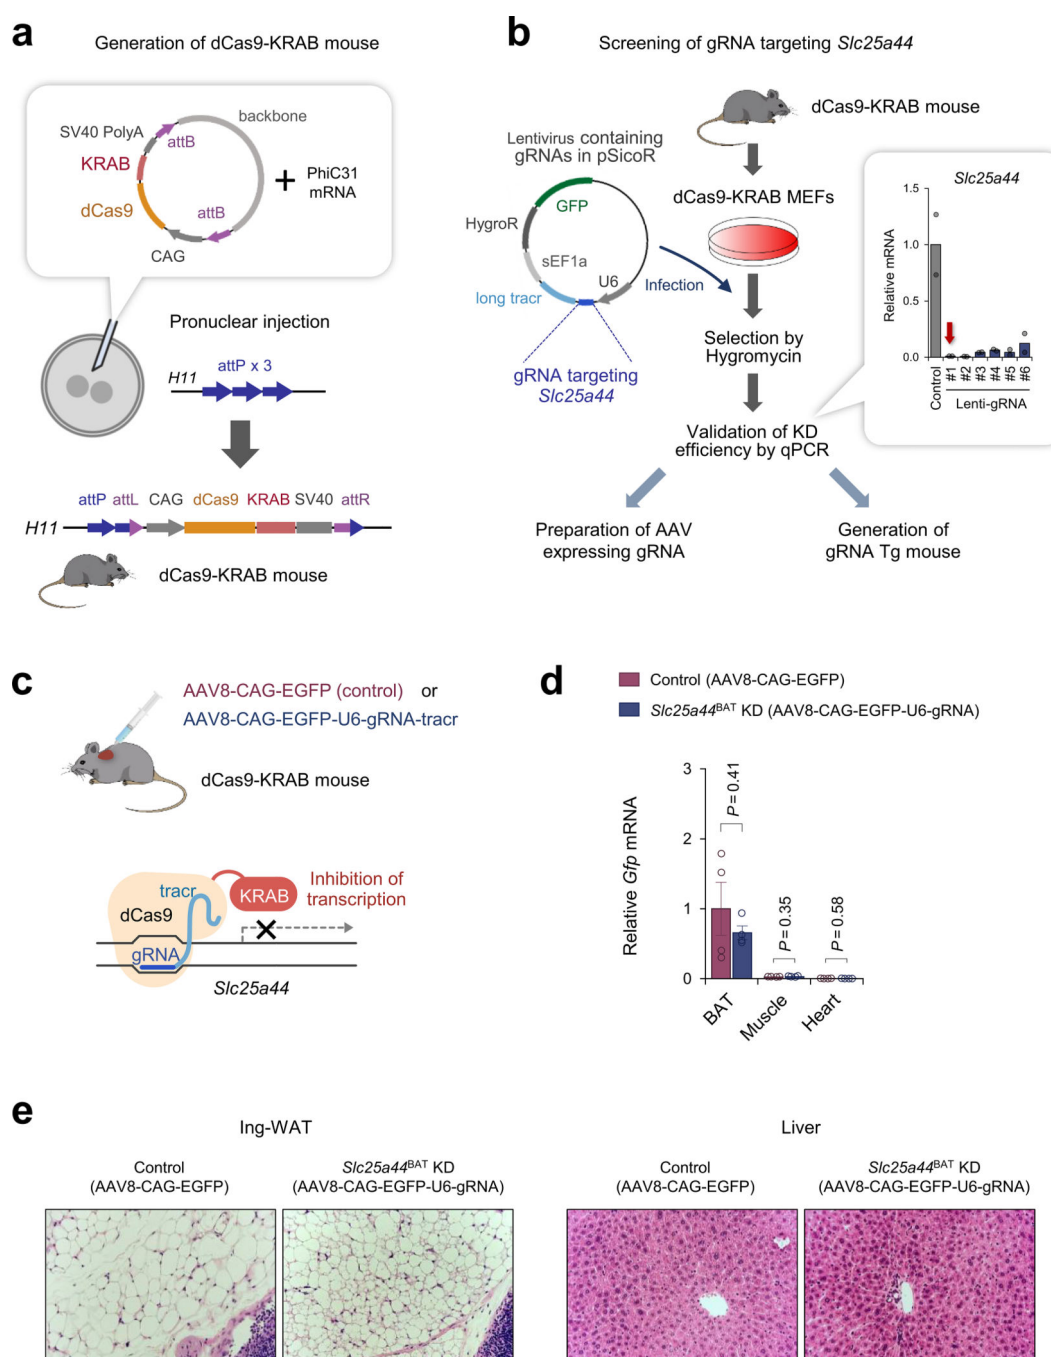 a
Generation of dCas9-KRAB mouse
backbone
SV40 PolyA
attB
KRAB
dCas9
attB
CAG
+
PhiC31
mRNA
Pronuclear injection
attP x 3
H11
attP attL CAG dCas9 KRAB SV40 attR
H11
dCas9-KRAB mouse
b
Screening of gRNA targeting Slc25a44
dCas9-KRAB mouse
Lentivirus containing
gRNAs in pSicoR
GFP
HygroR
sEF1a
U6
long tracr
gRNA targeting
Slc25a44
dCas9-KRAB MEFs
Infection
Selection by
Hygromycin
Validation of KD
efficiency by qPCR
Preparation of AAV
expressing gRNA
Generation of
gRNA Tg mouse
Slc25a44
Relative mRNA
1.5
1.0
0.5
0.0
Control
#1
#2
#3
#4
#5
#6
Lenti-gRNA
c
AAV8-CAG-EGFP (control) or
AAV8-CAG-EGFP-U6-gRNA-tracr
dCas9-KRAB mouse
tracr
dCas9
KRAB
Inhibition of
transcription
gRNA
Slc25a44
d
Control (AAV8-CAG-EGFP)
Slc25a44BAT KD (AAV8-CAG-EGFP-U6-gRNA)
Relative Gfp mRNA
3
2
1
0
P = 0.41
P = 0.35
P = 0.58
BAT
Muscle
Heart
e
Ing-WAT
Control
(AAV8-CAG-EGFP)
Slc25a44BAT KD
(AAV8-CAG-EGFP-U6-gRNA)
Liver
Control
(AAV8-CAG-EGFP)
Slc25a44BAT KD
(AAV8-CAG-EGFP-U6-gRNA)